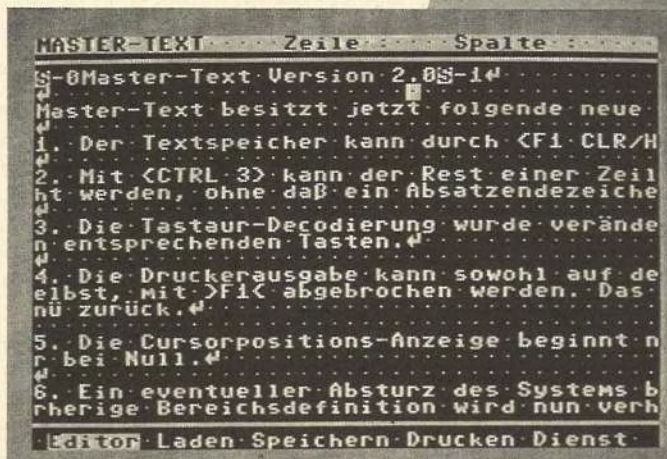 MASTER-TEXT Zeile : Spalte :
S-0Master-Text Version 2.0S-1
Master-Text besitzt jetzt folgende neue
1. Der Textspeicher kann durch <F1 CLR/H
2. Mit <CTRL 3> kann der Rest einer Zeil
ht werden, ohne daß ein Absatzendezeiche
3. Die Tastaur-Decodierung wurde verände
n entsprechenden Tasten.
4. Die Druckerausgabe kann sowohl auf de
elbst, mit >F1< abgebrochen werden. Das
nü zurück.
5. Die Cursorpositions-Anzeige beginnt n
r bei Null.
6. Ein eventueller Absturz des Systems b
rherige Bereichsdefinition wird nun verh
Editor Laden Speichern Drucken Dienst